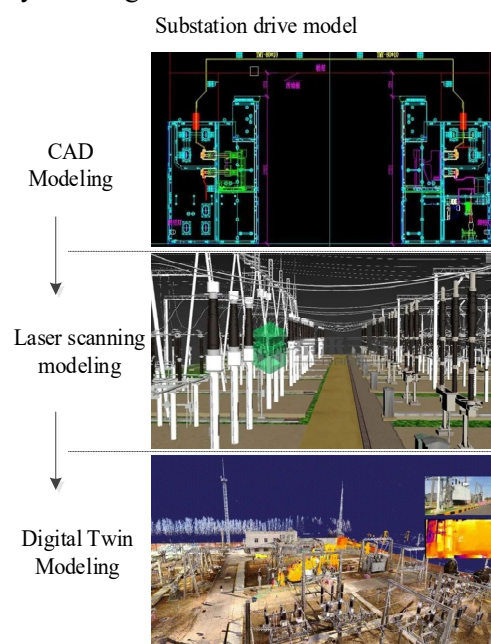 Substation drive model
CAD
Modeling
Laser scanning
modeling
Digital Twin
Modeling